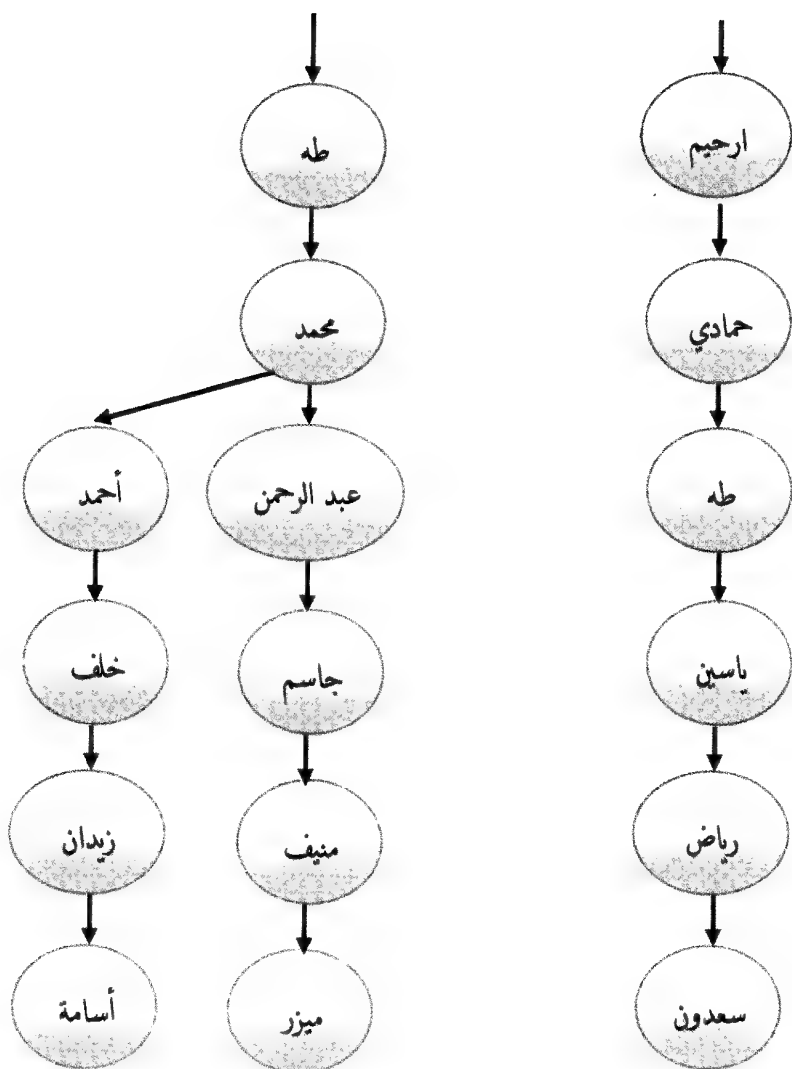 ارحيم
طه
حمادي
محمد
طه
عبد الرحمن
أحمد
ياسين
جاسم
خلف
رياض
منيف
زيدان
سعدون
ميزر
أسامة